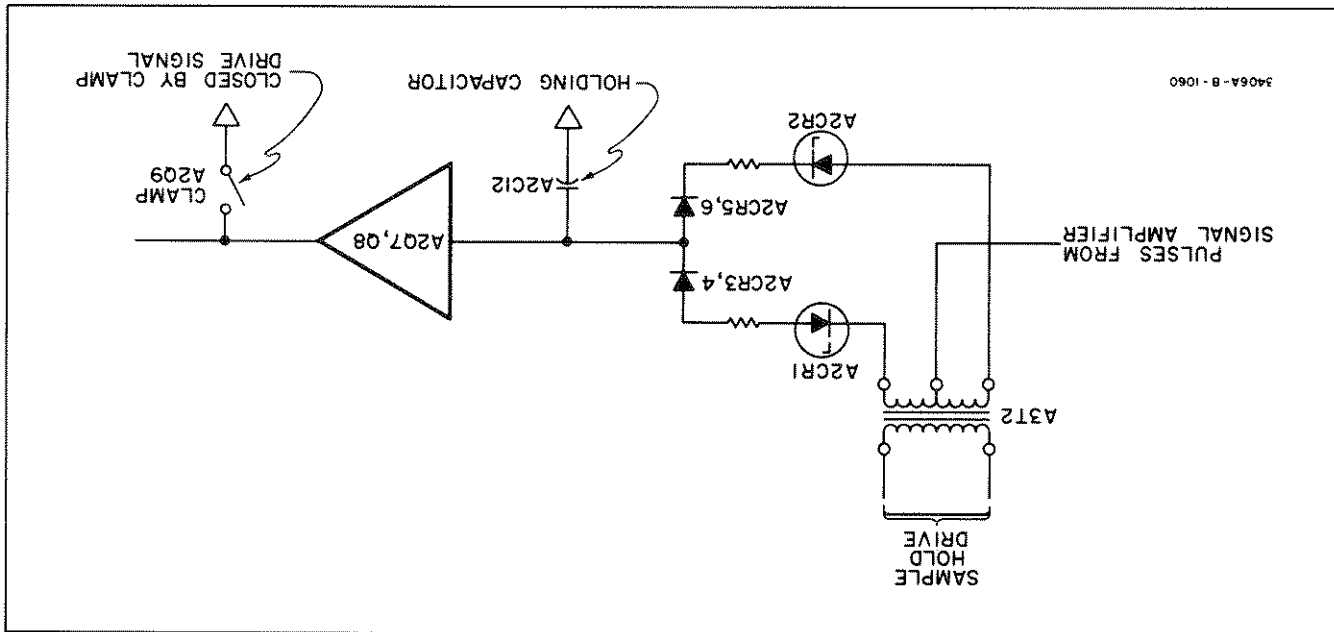 SAMPLE
HOLD
DRIVE
A3T2
A2CR1
A2CR3,4
PULSES FROM
SIGNAL AMPLIFIER
A2Q7,Q8
A2CR5,6
A2C12
CLAMP
A2Q9
A2CR2
HOLDING CAPACITOR
CLOSED BY CLAMP
DRIVE SIGNAL
3406A-B-1060